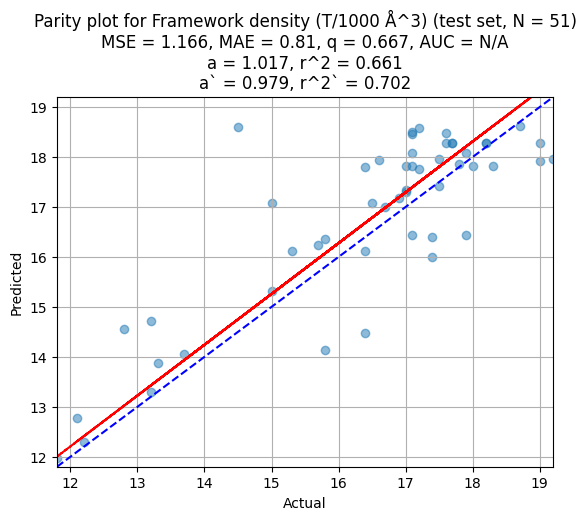 Parity plot for Framework density (T/1000 Å^3) (test set, N = 51)
MSE = 1.166, MAE = 0.81, q = 0.667, AUC = N/A
a = 1.017, r^2 = 0.661
a` = 0.979, r^2` = 0.702
19
18
17
16
15
14
13
12
Predicted
12 13 14 15 16 17 18 19
Actual